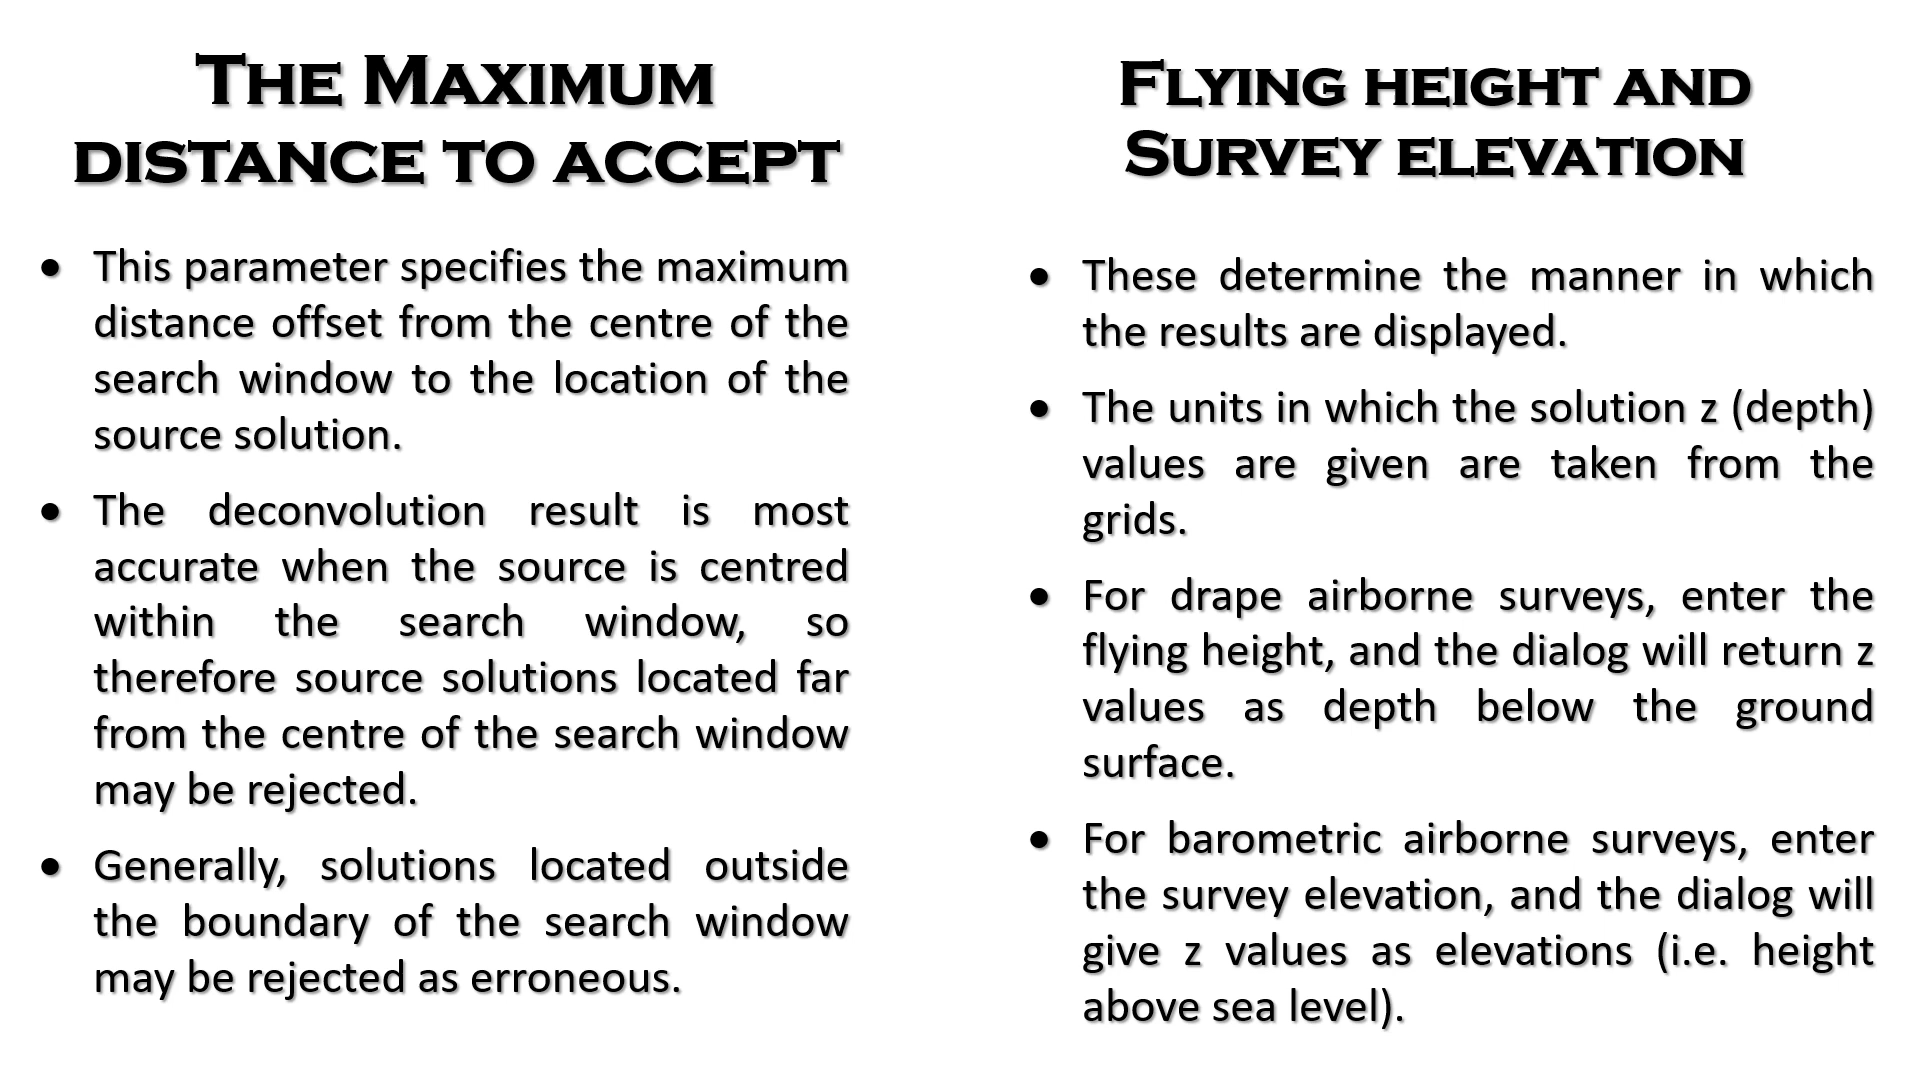 The Maximum
distance to accept
• This parameter specifies the maximum
distance offset from the centre of the
search window to the location of the
source solution.
• The deconvolution result is most
accurate when the source is centred
within the search window, so
therefore source solutions located far
from the centre of the search window
may be rejected.
• Generally, solutions located outside
the boundary of the search window
may be rejected as erroneous.
Flying height and
Survey elevation
• These determine the manner in which
the results are displayed.
• The units in which the solution z (depth)
values are given are taken from the
grids.
• For drape airborne surveys, enter the
flying height, and the dialog will return z
values as depth below the ground
surface.
• For barometric airborne surveys, enter
the survey elevation, and the dialog will
give z values as elevations (i.e. height
above sea level).